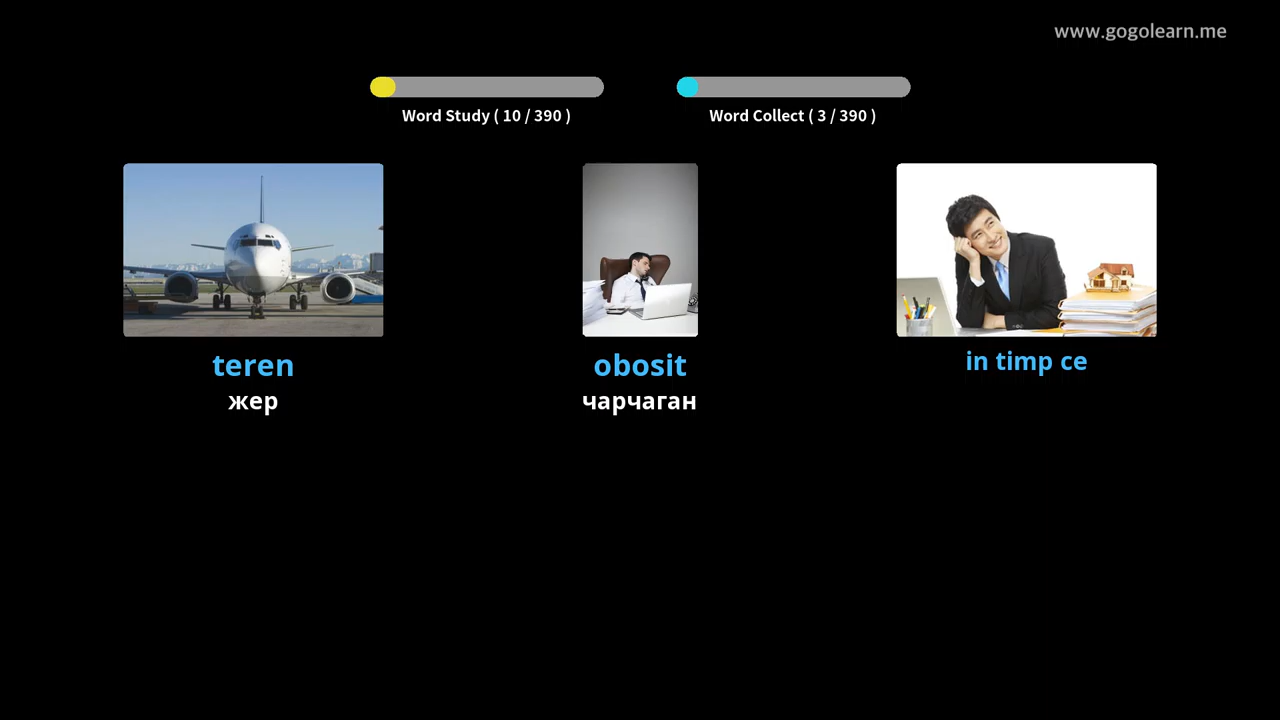 www.gogolearn.me
Word Study ( 10 / 390 )
Word Collect ( 3 / 390 )
teren
жер
obosit
чарчаган
in timp ce